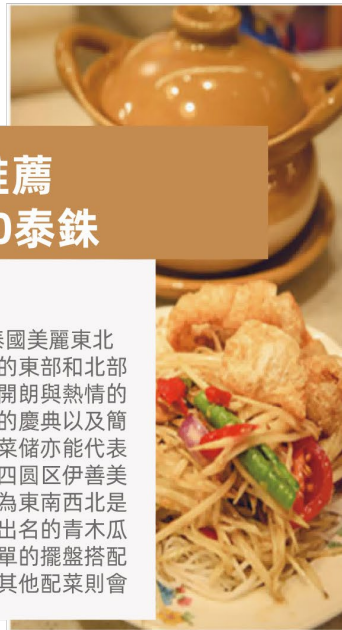 推薦
0泰銖
泰國美麗東北
的東部和北部
開朗與熱情的
的慶典以及簡
菜储亦能代表
四圆区伊善美
為東南西北是
出名的青木瓜
單的擺盤搭配
其他配菜則會